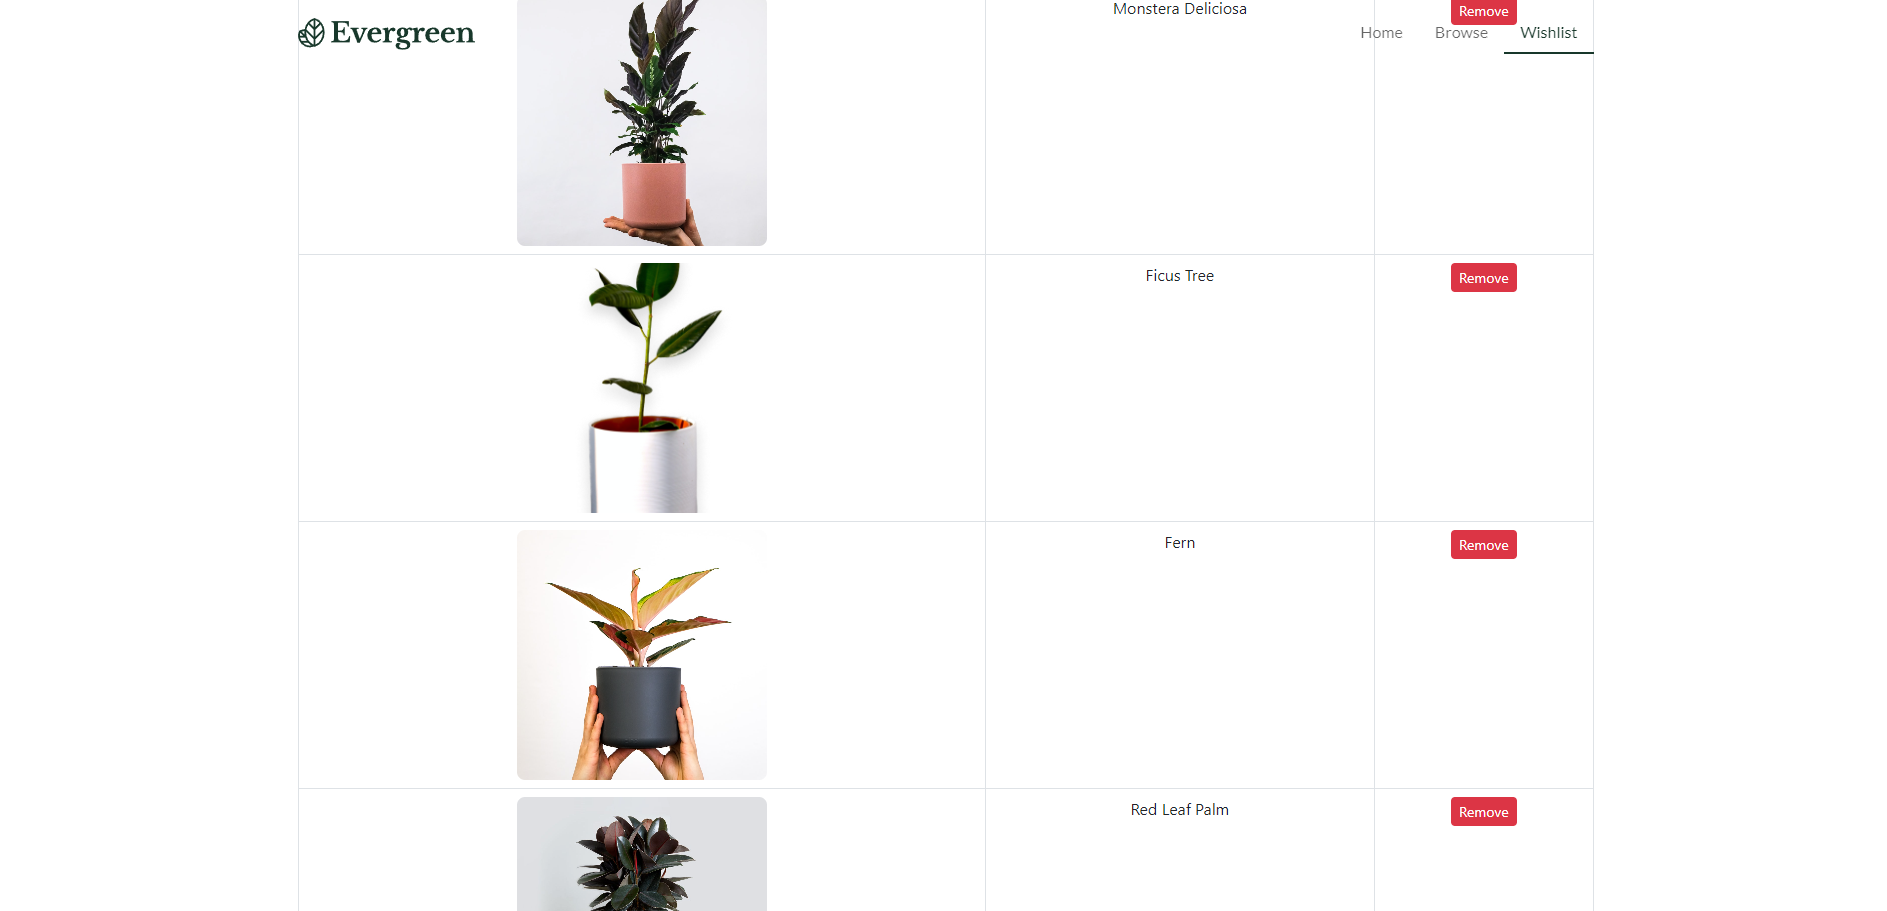 Monstera Deliciosa
Remove
Evergreen
Home
Browse
Wishlist
Ficus Tree
Remove
Fern
Remove
Red Leaf Palm
Remove